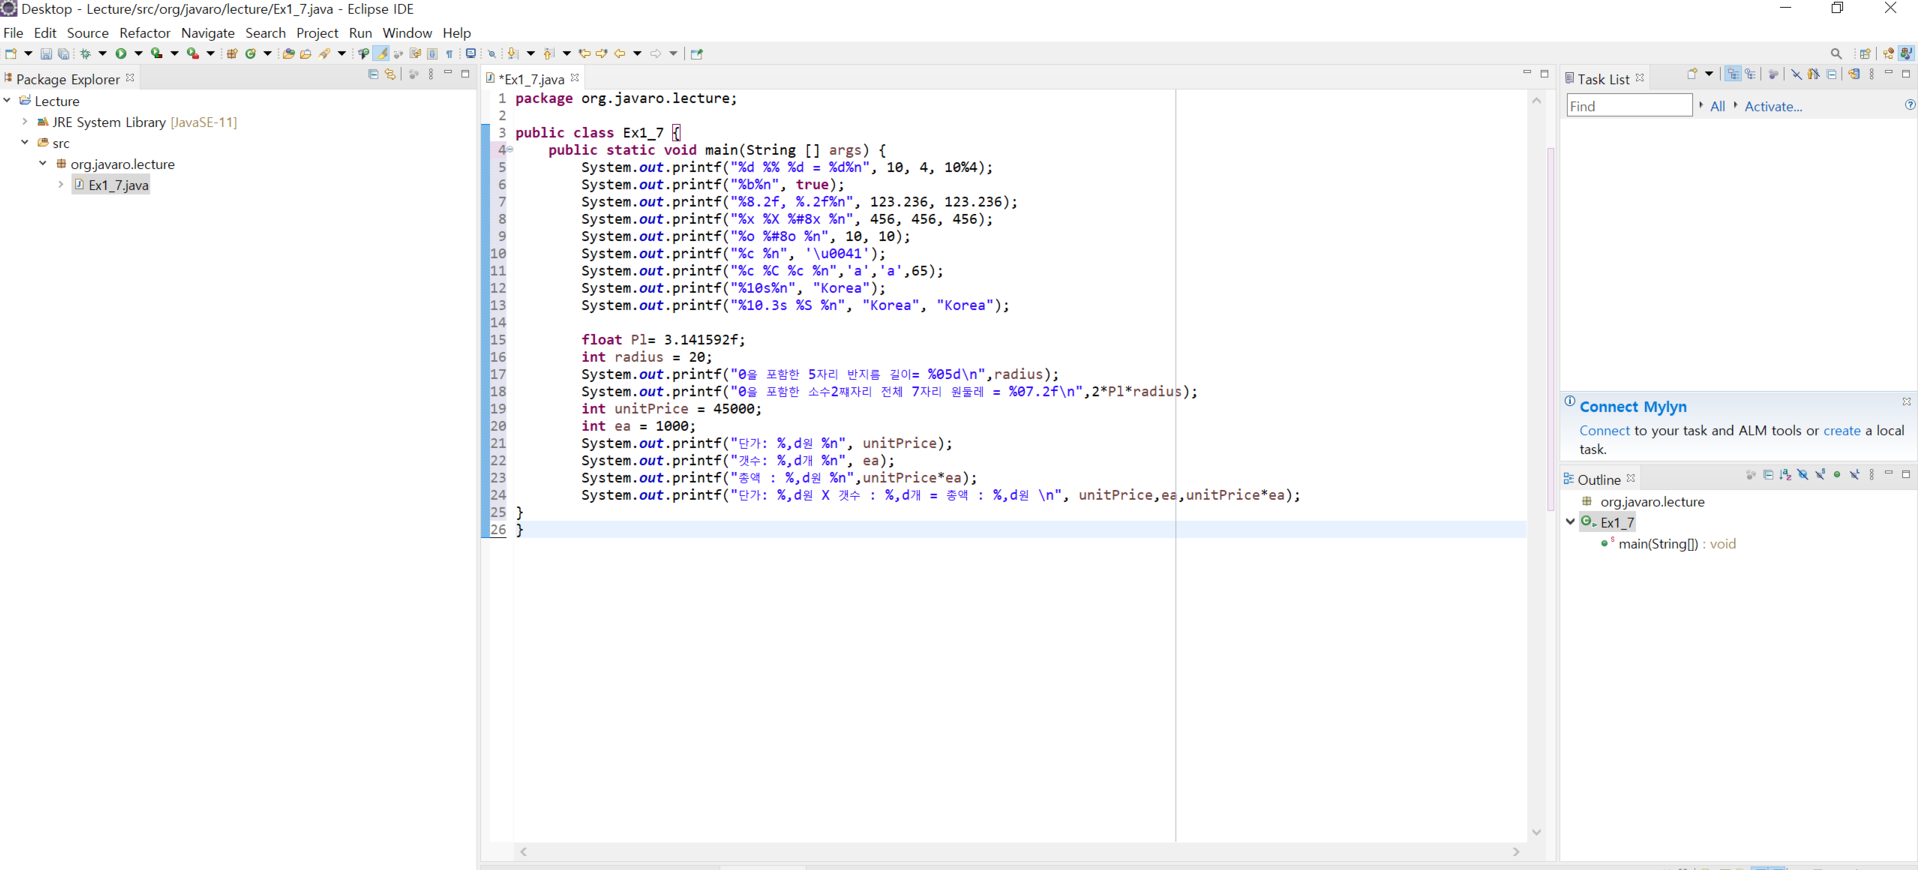 Desktop - Lecture/src/org/javaro/lecture/Ex1_7.java - Eclipse IDE
File Edit Source Refactor Navigate Search Project Run Window Help
Package Explorer
Lecture
JRE System Library [JavaSE-11]
src
org.javaro.lecture
Ex1_7.java
*Ex1_7.java
1 package org.javaro.lecture;
2
3 public class Ex1_7 {
4 public static void main(String [] args) {
5 System.out.printf("%d %% %d = %d%n", 10, 4, 10%4);
6 System.out.printf("%b%n", true);
7 System.out.printf("%8.2f, %.2f%n", 123.236, 123.236);
8 System.out.printf("%x %X %#8x %n", 456, 456, 456);
9 System.out.printf("%o %#8o %n", 10, 10);
10 System.out.printf("%c %n", '\u0041');
11 System.out.printf("%c %C %c %n",'a','a',65);
12 System.out.printf("%10s%n", "Korea");
13 System.out.printf("%10.3s %S %n", "Korea", "Korea");
14
15 float Pl= 3.141592f;
16 int radius = 20;
17 System.out.printf("0을 포함한 5자리 반지름 길이= %05d\n",radius);
18 System.out.printf("0을 포함한 소수2째자리 전체 7자리 원둘레 = %07.2f\n",2*Pl*radius);
19 int unitPrice = 45000;
20 int ea = 1000;
21 System.out.printf("단가: %,d원 %n", unitPrice);
22 System.out.printf("갯수: %,d개 %n", ea);
23 System.out.printf("총액 : %,d원 %n",unitPrice*ea);
24 System.out.printf("단가: %,d원 X 갯수 : %,d개 = 총액 : %,d원 \n", unitPrice,ea,unitPrice*ea);
25 }
26 }
Task List
Find All Activate...
Connect Mylyn
Connect to your task and ALM tools or create a local
task.
Outline
org.javaro.lecture
Ex1_7
main(String[]) : void